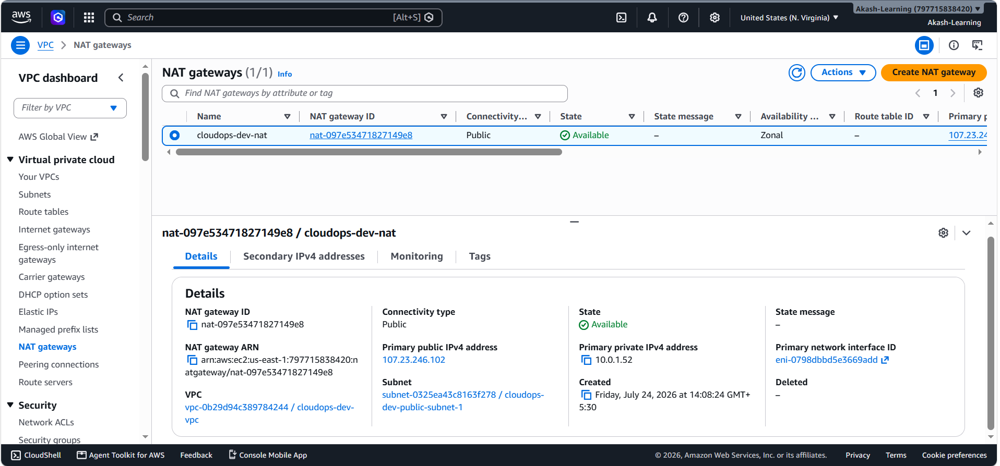 aws
Search [Alt+S]
United States (N. Virginia) ▼
Akash-Learning (797715838420) ▼
Akash-Learning
VPC > NAT gateways
VPC dashboard
Filter by VPC
AWS Global View
Virtual private cloud
Your VPCs
Subnets
Route tables
Internet gateways
Egress-only internet
gateways
Carrier gateways
DHCP option sets
Elastic IPs
Managed prefix lists
NAT gateways
Peering connections
Route servers
Security
Network ACLs
Security groups
NAT gateways (1/1) Info
Actions ▼
Create NAT gateway
Find NAT gateways by attribute or tag
1
Name NAT gateway ID Connectivity... State State message Availability ... Route table ID Primary p
cloudops-dev-nat nat-097e53471827149e8 Public Available – Zonal – 107.23.24
nat-097e53471827149e8 / cloudops-dev-nat
Details Secondary IPv4 addresses Monitoring Tags
Details
NAT gateway ID
nat-097e53471827149e8
NAT gateway ARN
arn:aws:ec2:us-east-1:797715838420:n
atgateway/nat-097e53471827149e8
VPC
vpc-0b29d94c389784244 / cloudops-dev-
vpc
Connectivity type
Public
Primary public IPv4 address
107.23.246.102
Subnet
subnet-0325ea43c8163f278 / cloudops-
dev-public-subnet-1
State
Available
Primary private IPv4 address
10.0.1.52
Created
Friday, July 24, 2026 at 14:08:24 GMT+
5:30
State message
–
Primary network interface ID
eni-0798dbbd5e3669add
Deleted
–
CloudShell Agent Toolkit for AWS Feedback Console Mobile App © 2026, Amazon Web Services, Inc. or its affiliates. Privacy Terms Cookie preferences